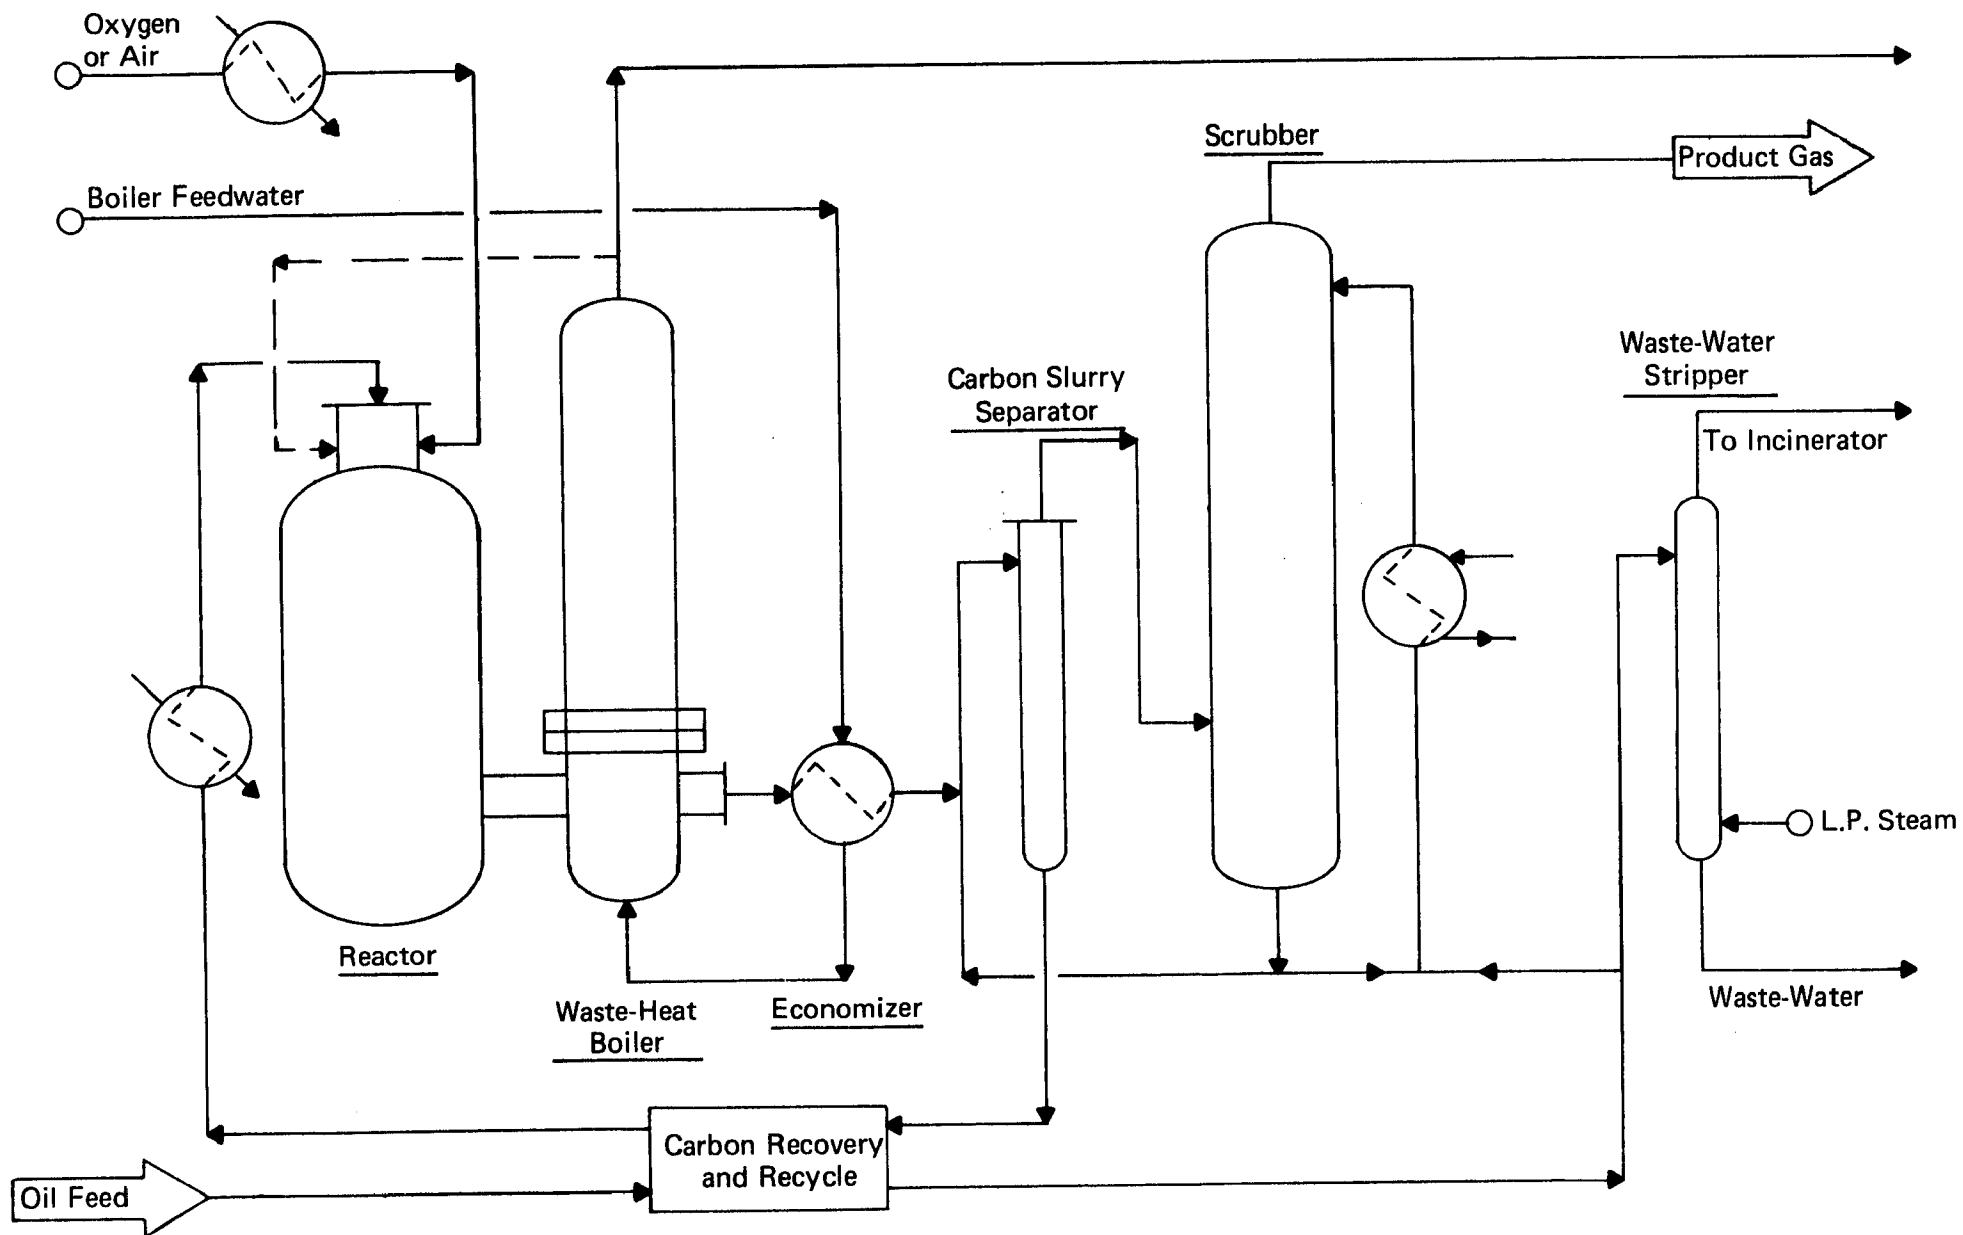 Oxygen
or Air
Boiler Feedwater
Scrubber
Product Gas
Waste-Water
Stripper
Carbon Slurry
Separator
To Incinerator
L.P. Steam
Reactor
Waste-Heat
Boiler
Economizer
Waste-Water
Carbon Recovery
and Recycle
Oil Feed